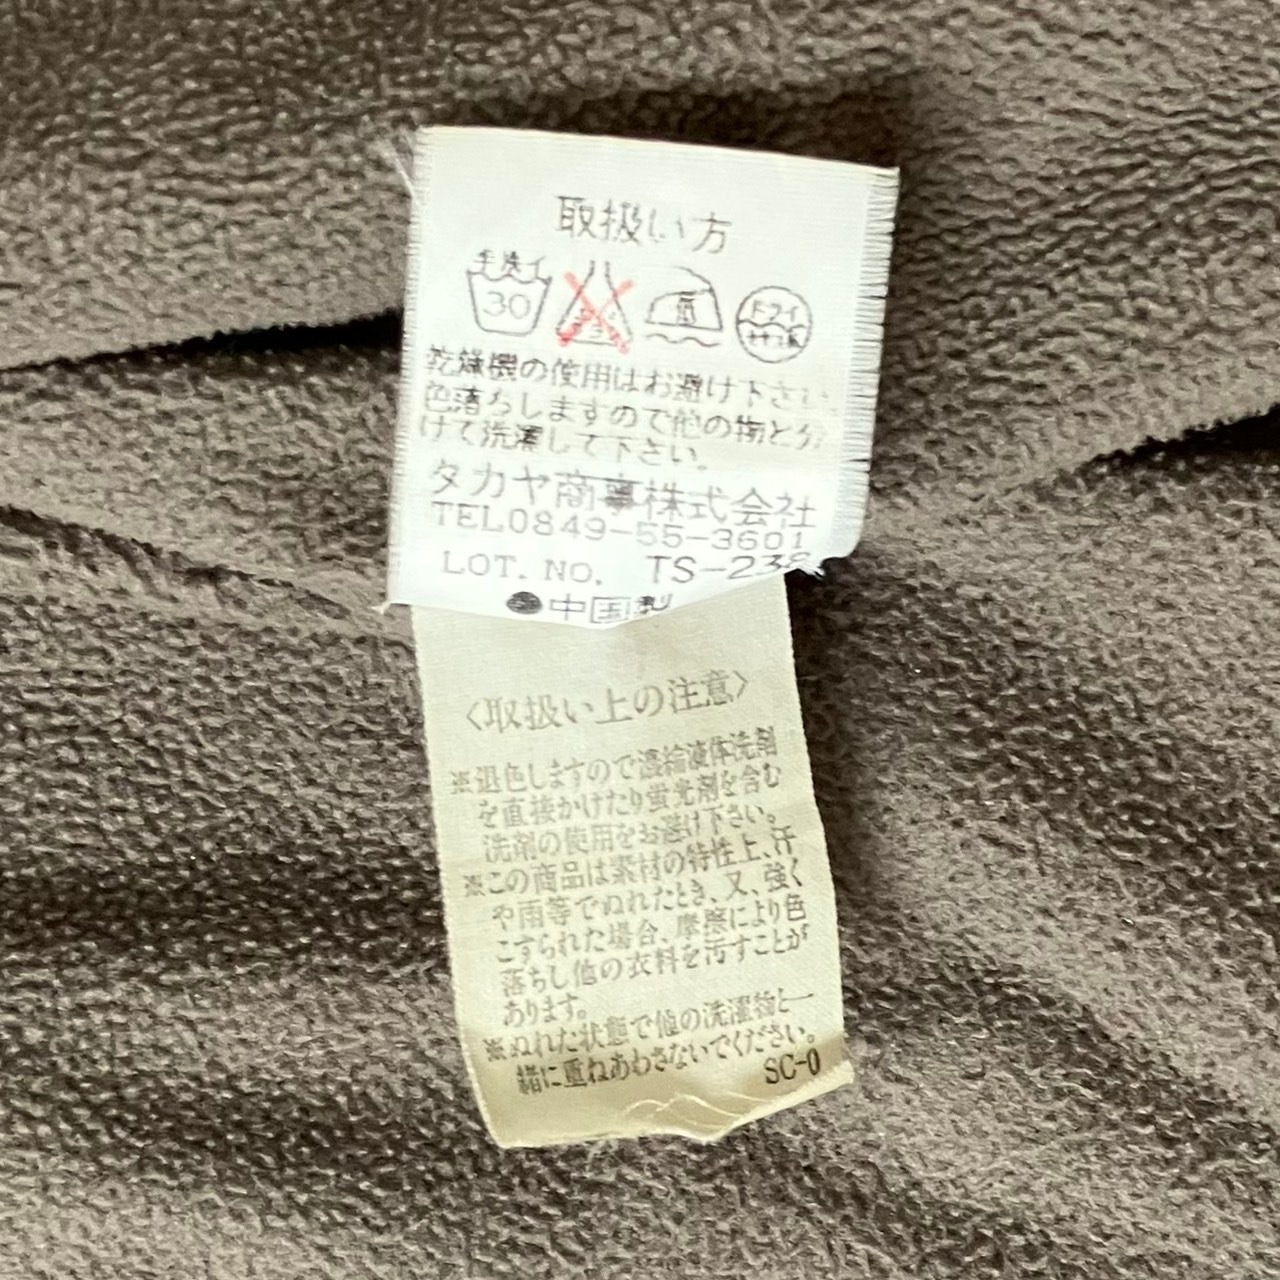 取扱い方
手洗イ
30
エンソ
ドライ
セキユ系
乾燥機の使用はお避け下さい
色落ちしますので他の物と分
けて洗濯して下さい。
タカヤ商事株式会社
TEL0849-55-3601
LOT. NO. TS-238
中国製
〈取扱い上の注意〉
※退色しますので濃縮液体洗剤
を直接かけたり蛍光剤を含む
洗剤の使用をお避け下さい。
※この商品は素材の特性上、汗
や雨等でぬれたとき、又、強く
こすられた場合、摩擦により色
落ちし他の衣料を汚すことが
あります。
※ぬれた状態で他の洗濯物と一
緒に重ねあわさないでください。
SC-0